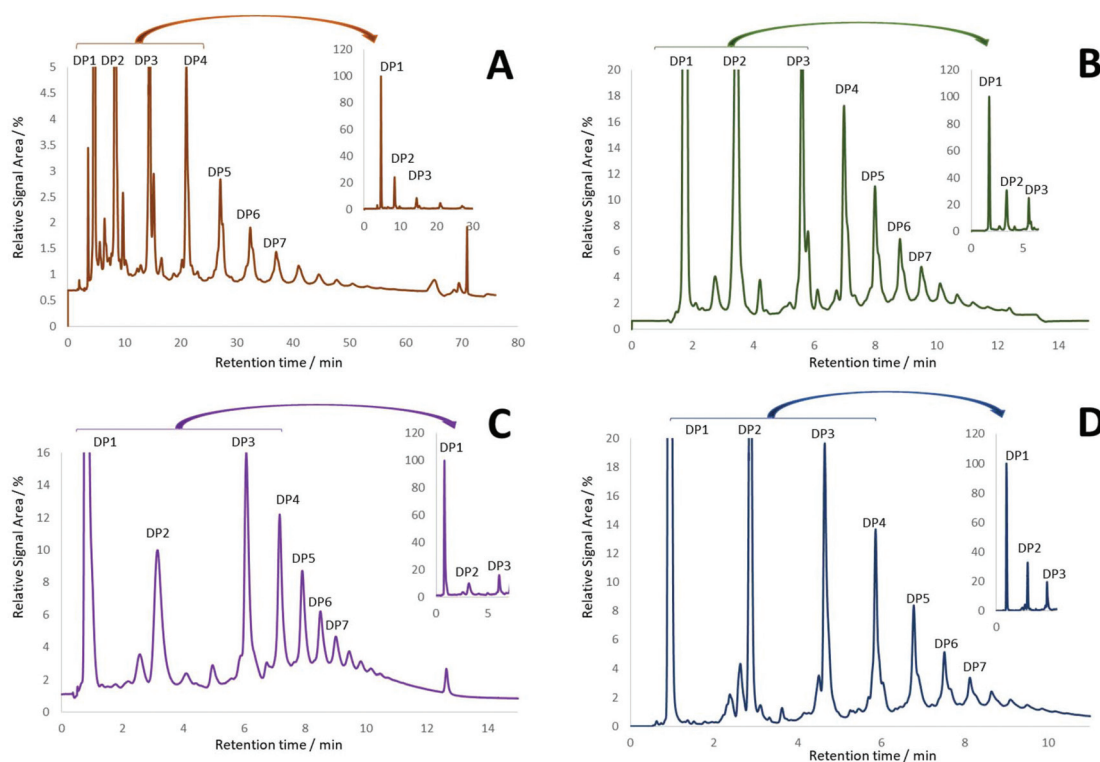 A
DP1 DP2 DP3 DP4
Relative Signal Area / %
5
4.5
4
3.5
3
2.5
2
1.5
1
0.5
0
DP5
DP6
DP7
0 10 20 30 40 50 60 70 80
Retention time / min
120
100
80
60
40
20
0
DP1
DP2
DP3
0 10 20 30
B
DP1 DP2 DP3
DP4
DP5
DP6
DP7
Relative Signal Area / %
20
18
16
14
12
10
8
6
4
2
0
0 2 4 6 8 10 12 14
Retention time / min
120
100
80
60
40
20
0
DP1
DP2 DP3
0 5
C
DP1 DP3
DP2
DP4
DP5
DP6
DP7
Relative Signal Area / %
16
14
12
10
8
6
4
2
0
0 2 4 6 8 10 12 14
Retention time / min
120
100
80
60
40
20
0
DP1
DP2 DP3
0 5
D
DP1 DP2 DP3
DP4
DP5
DP6
DP7
Relative Signal Area / %
20
18
16
14
12
10
8
6
4
2
0
0 2 4 6 8 10
Retention time / min
120
100
80
60
40
20
0
DP1
DP2
DP3
0